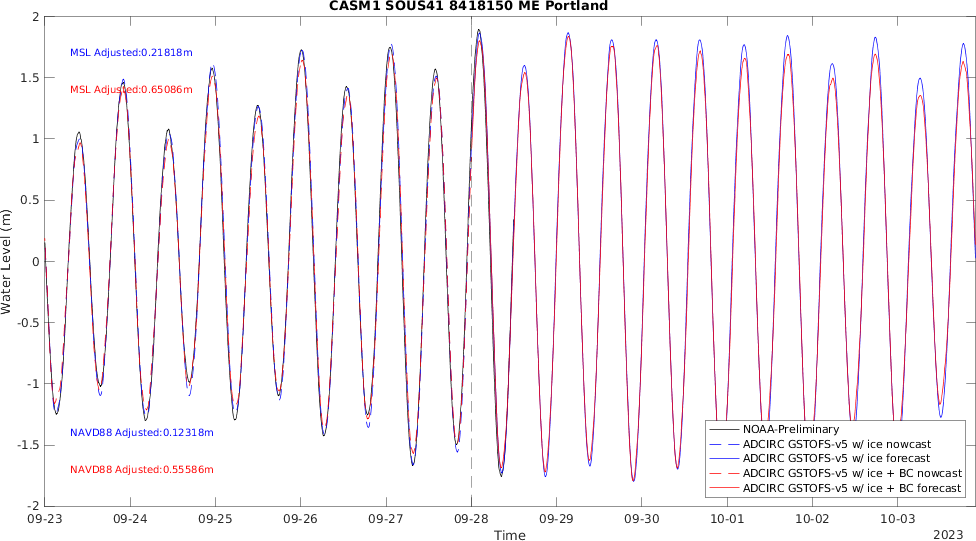 CASM1 SOUS41 8418150 ME Portland
2
1.5
1
0.5
0
-0.5
-1
-1.5
-2
Water Level (m)
MSL Adjusted:0.21818m
MSL Adjusted:0.65086m
NAVD88 Adjusted:0.12318m
NAVD88 Adjusted:0.55586m
NOAA-Preliminary
ADCIRC GSTOFS-v5 w/ ice nowcast
ADCIRC GSTOFS-v5 w/ ice forecast
ADCIRC GSTOFS-v5 w/ ice + BC nowcast
ADCIRC GSTOFS-v5 w/ ice + BC forecast
09-23 09-24 09-25 09-26 09-27 09-28 09-29 09-30 10-01 10-02 10-03
Time
2023